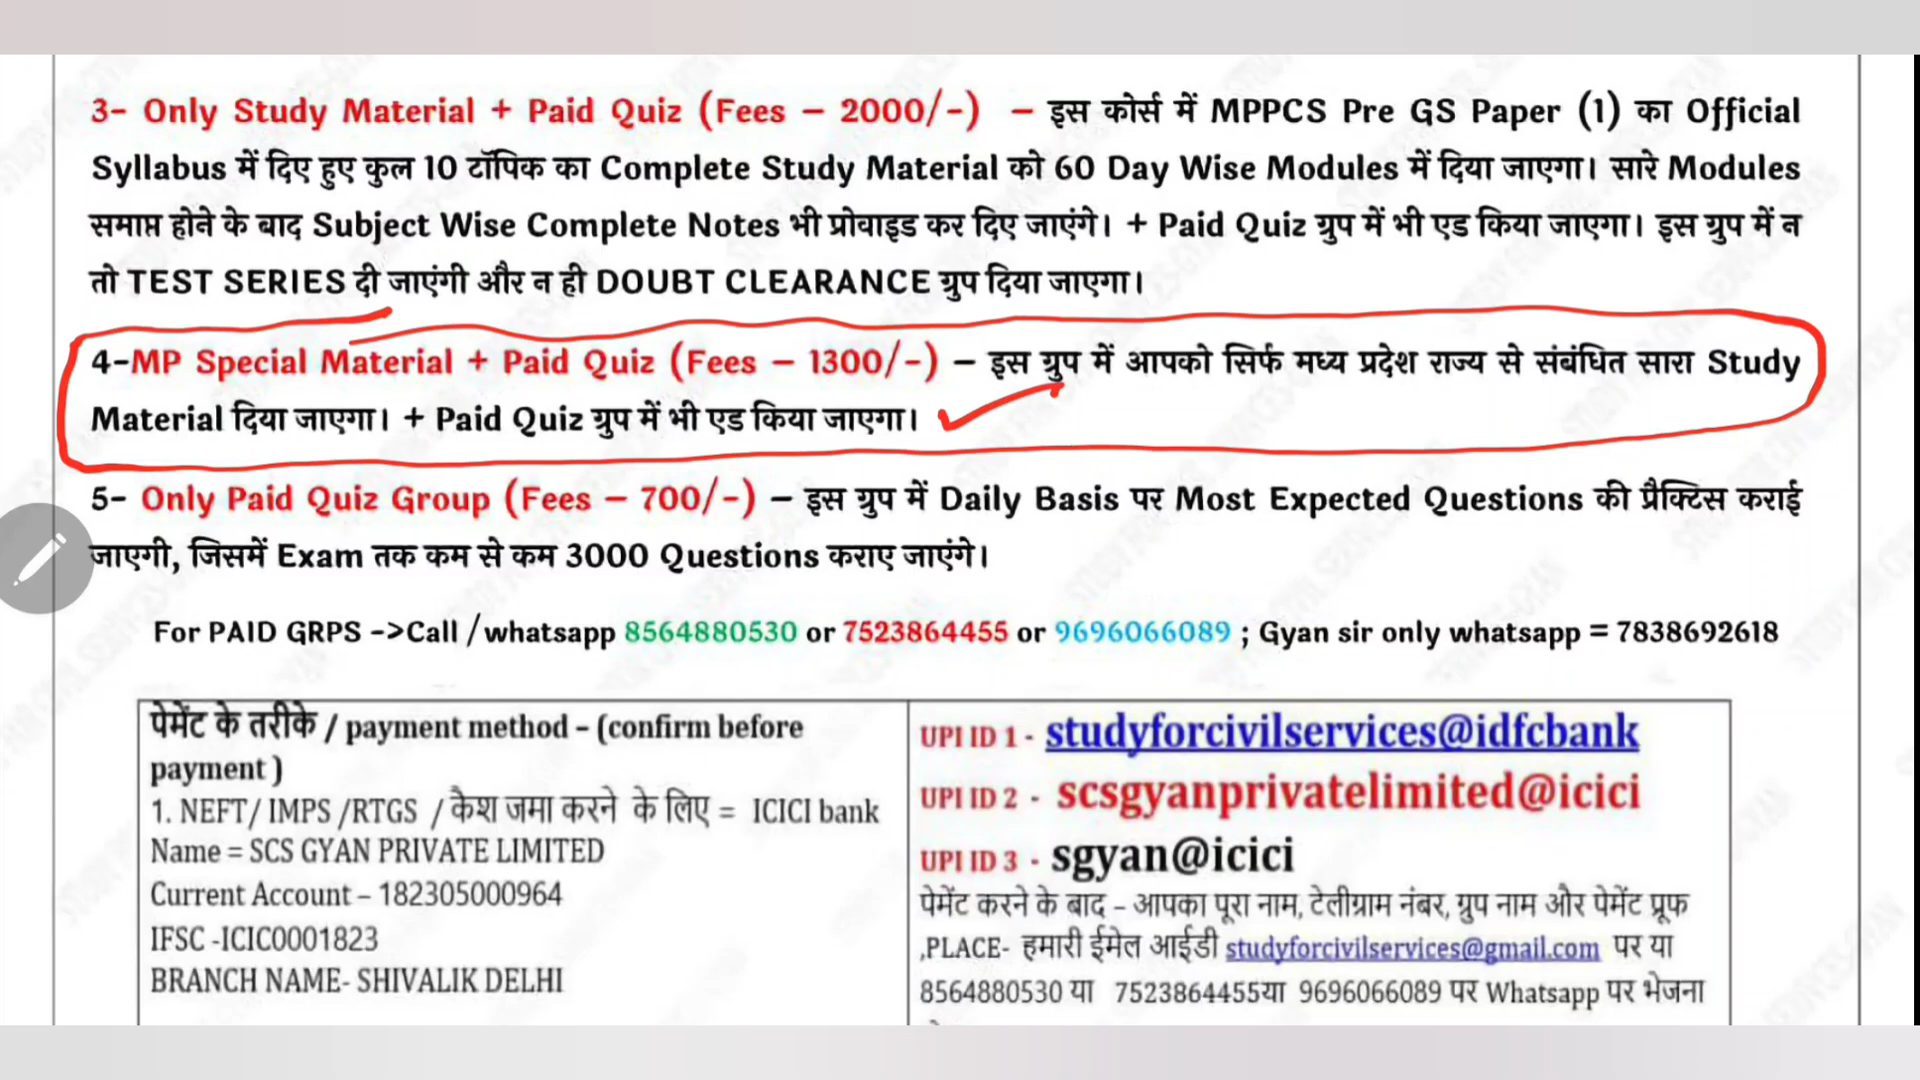 3- Only Study Material + Paid Quiz (Fees – 2000/-) – इस कोर्स में MPPCS Pre GS Paper (1) का Official
Syllabus में दिए हुए कुल 10 टॉपिक का Complete Study Material को 60 Day Wise Modules में दिया जाएगा। सारे Modules
समाप्त होने के बाद Subject Wise Complete Notes भी प्रोवाइड कर दिए जाएंगे। + Paid Quiz ग्रुप में भी एड किया जाएगा। इस ग्रुप में न
तो TEST SERIES दी जाएंगी और न ही DOUBT CLEARANCE ग्रुप दिया जाएगा।
4-MP Special Material + Paid Quiz (Fees – 1300/-) – इस ग्रुप में आपको सिर्फ मध्य प्रदेश राज्य से संबंधित सारा Study
Material दिया जाएगा। + Paid Quiz ग्रुप में भी एड किया जाएगा।
5- Only Paid Quiz Group (Fees – 700/-) – इस ग्रुप में Daily Basis पर Most Expected Questions की प्रैक्टिस कराई
जाएगी, जिसमें Exam तक कम से कम 3000 Questions कराए जाएंगे।
For PAID GRPS ->Call /whatsapp 8564880530 or 7523864455 or 9696066089 ; Gyan sir only whatsapp = 7838692618
पेमेंट के तरीके / payment method – (confirm before
payment )
1. NEFT/ IMPS /RTGS / कैश जमा करने के लिए = ICICI bank
Name = SCS GYAN PRIVATE LIMITED
Current Account – 182305000964
IFSC -ICIC0001823
BRANCH NAME- SHIVALIK DELHI
UPI ID 1 - studyforcivilservices@idfcbank
UPI ID 2 - scsgyanprivatelimited@icici
UPI ID 3 - sgyan@icici
पेमेंट करने के बाद – आपका पूरा नाम, टेलीग्राम नंबर, ग्रुप नाम और पेमेंट प्रूफ
,PLACE- हमारी ईमेल आईडी studyforcivilservices@gmail.com पर या
8564880530 या 7523864455या 9696066089 पर Whatsapp पर भेजना